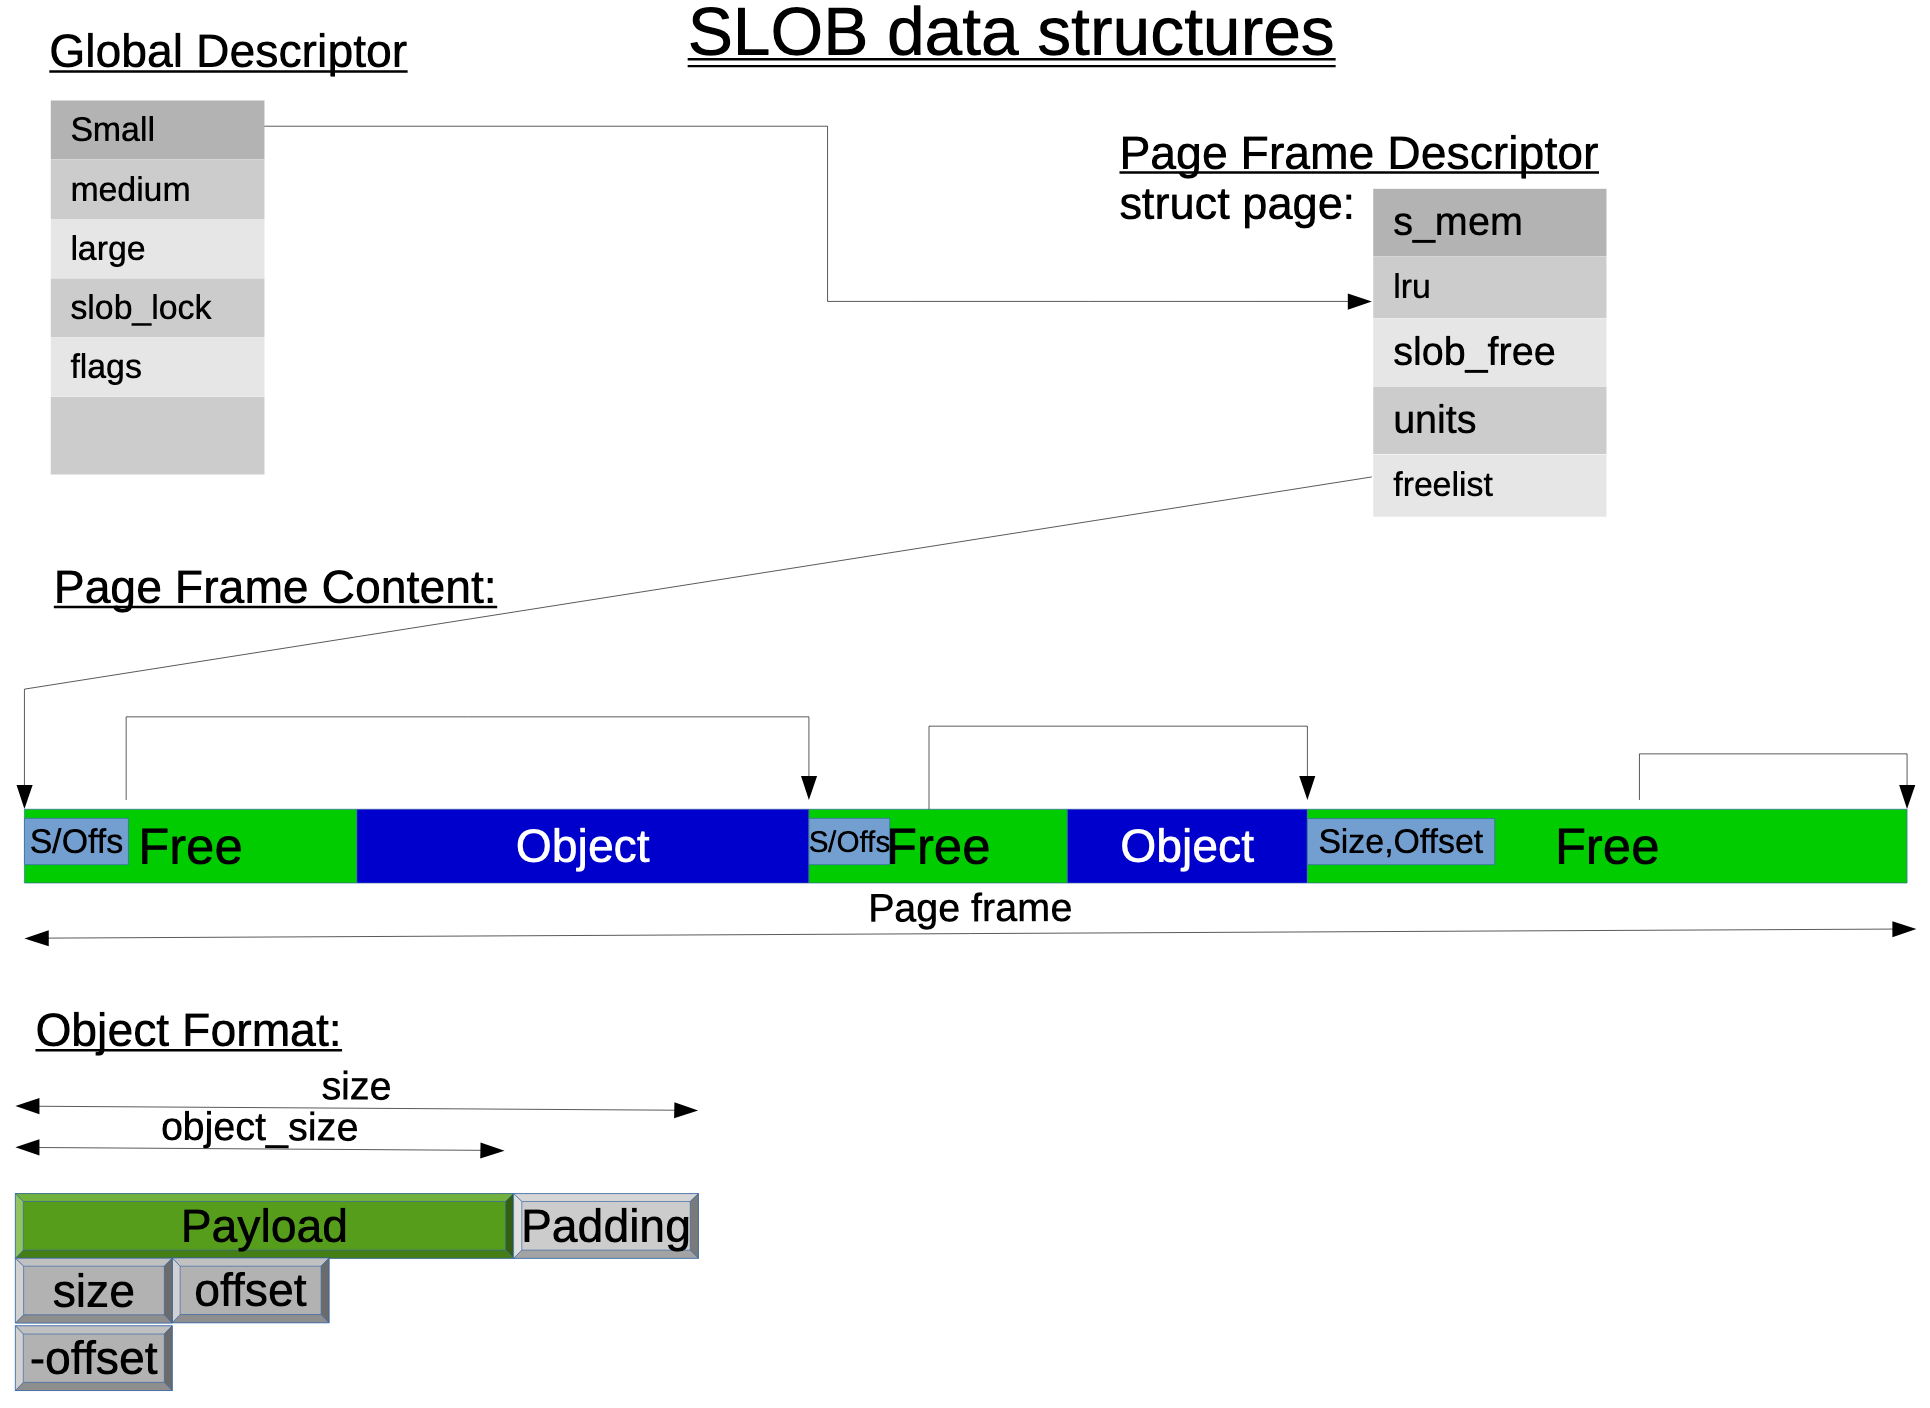 SLOB data structures
Global Descriptor
Small
medium
large
slob_lock
flags
Page Frame Descriptor
struct page:
s_mem
lru
slob_free
units
freelist
Page Frame Content:
S/Offs Free Object S/Offs Free Object Size,Offset Free
Page frame
Object Format:
size
object_size
Payload Padding
size offset
-offset